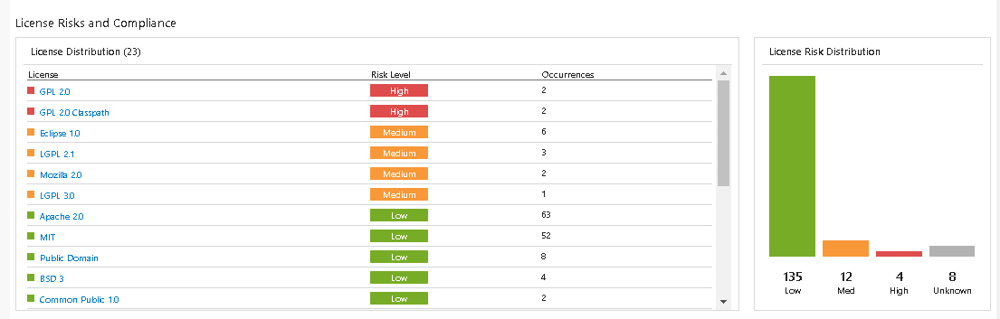 License Risks and Compliance
License Distribution (23)
License Risk Level Occurrences
GPL 2.0 High 2
GPL 2.0 Classpath High 2
Eclipse 1.0 Medium 6
LGPL 2.1 Medium 3
Mozilla 2.0 Medium 2
LGPL 3.0 Medium 1
Apache 2.0 Low 63
MIT Low 52
Public Domain Low 8
BSD 3 Low 4
Common Public 1.0 Low 2
License Risk Distribution
135 12 4 8
Low Med High Unknown